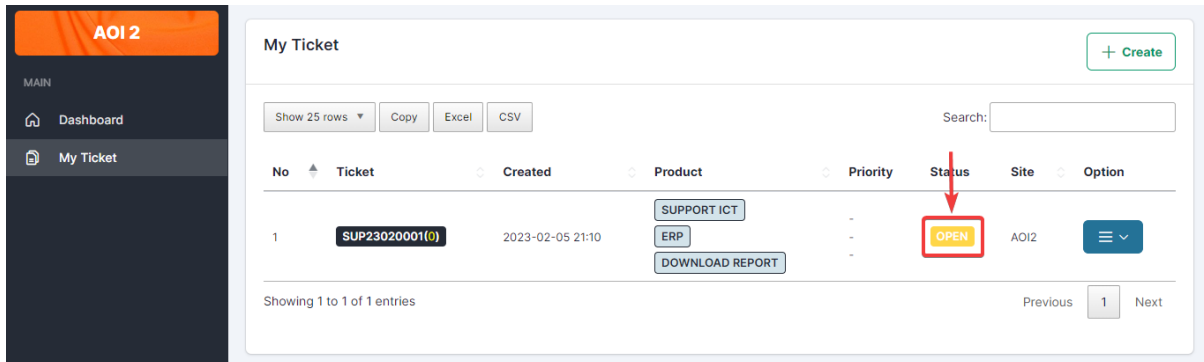 AOI 2
MAIN
Dashboard
My Ticket
My Ticket
+ Create
Show 25 rows Copy Excel CSV Search:
No Ticket Created Product Priority Status Site Option
1 SUP23020001(0) 2023-02-05 21:10 SUPPORT ICT - OPEN AOI2
ERP -
DOWNLOAD REPORT -
Showing 1 to 1 of 1 entries Previous 1 Next